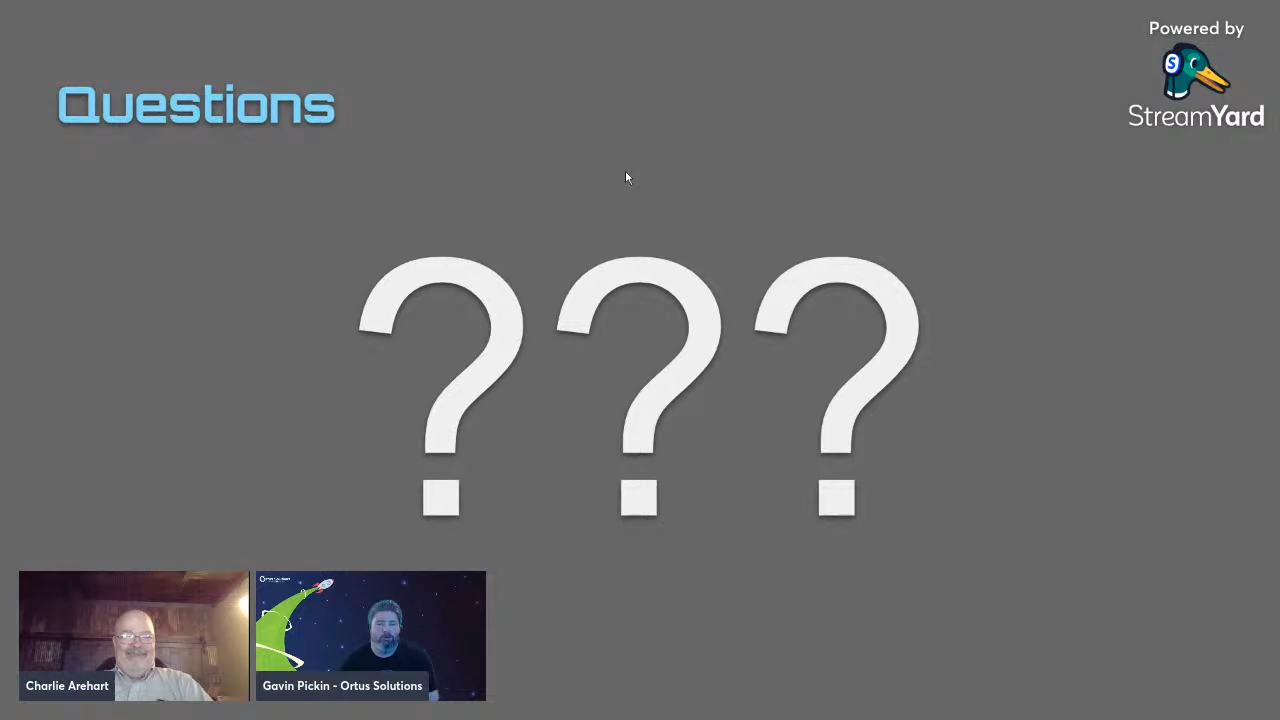 Powered by
S
StreamYard
Questions
???
Charlie Arehart
Gavin Pickin - Ortus Solutions